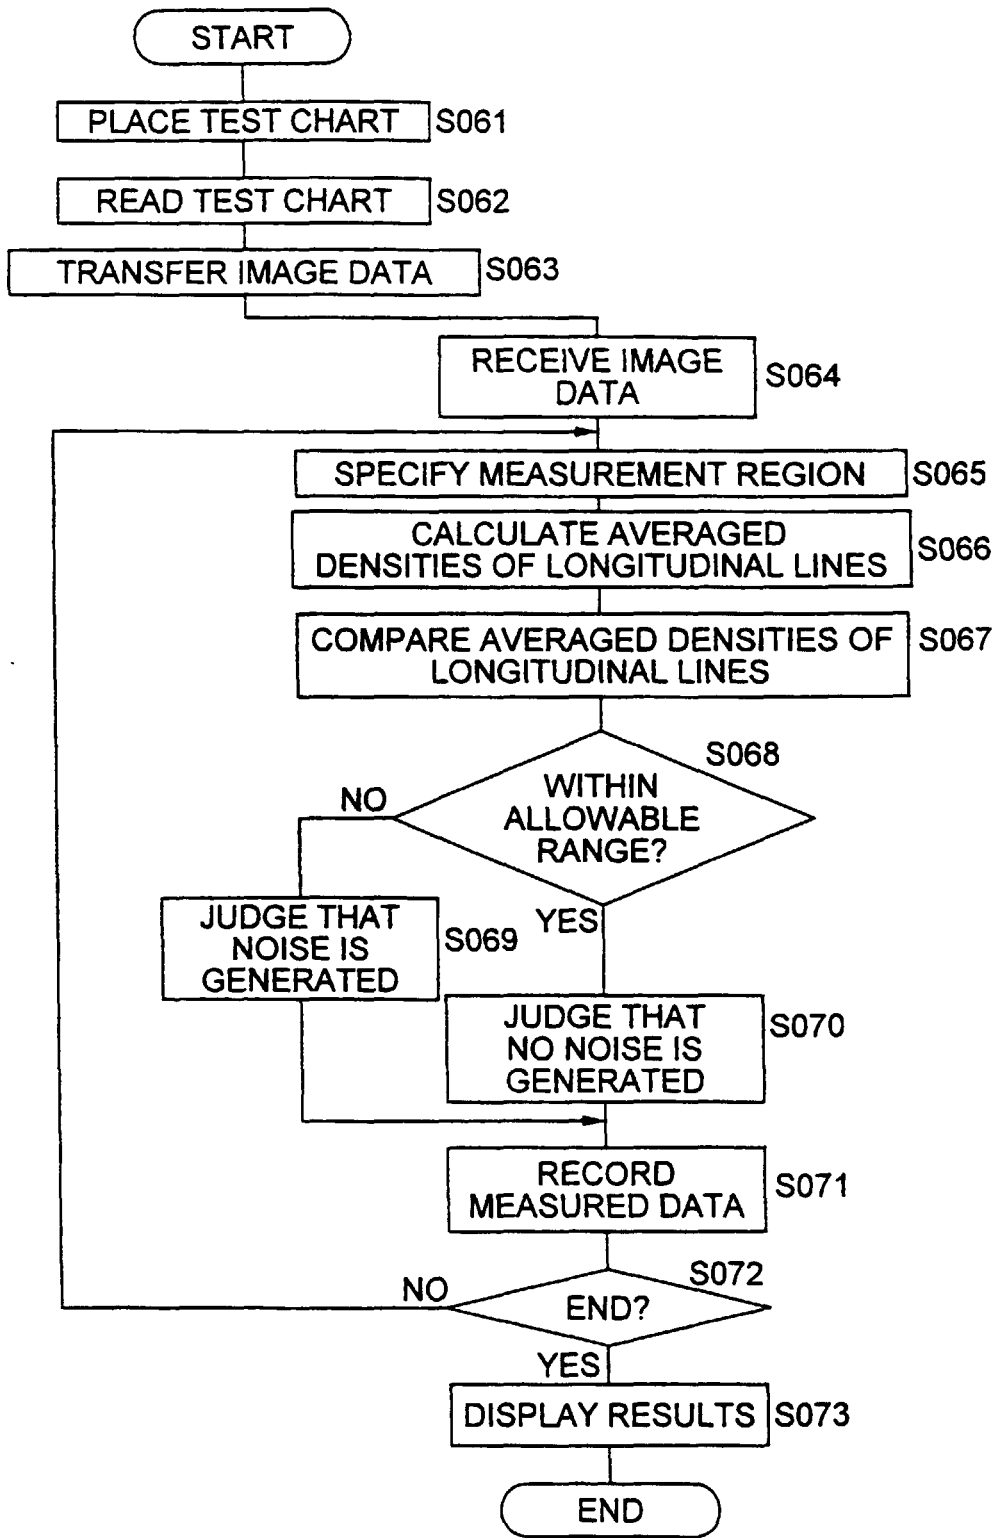 START
PLACE TEST CHART
S061
READ TEST CHART
S062
TRANSFER IMAGE DATA
S063
RECEIVE IMAGE
DATA
S064
SPECIFY MEASUREMENT REGION
S065
CALCULATE AVERAGED
DENSITIES OF LONGITUDINAL LINES
S066
COMPARE AVERAGED DENSITIES OF
LONGITUDINAL LINES
S067
S068
WITHIN
ALLOWABLE
RANGE?
NO
YES
JUDGE THAT
NOISE IS
GENERATED
S069
JUDGE THAT
NO NOISE IS
GENERATED
S070
RECORD
MEASURED DATA
S071
S072
END?
NO
YES
DISPLAY RESULTS
S073
END